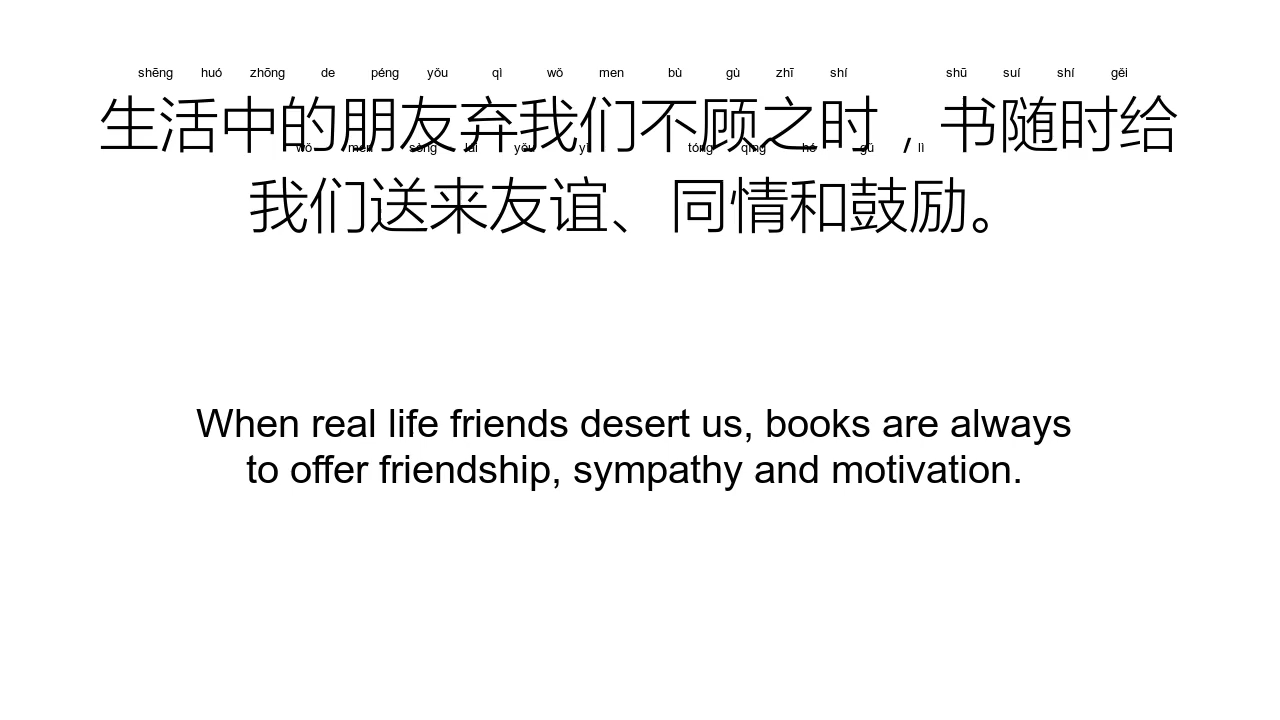 shēng huó zhōng de péng yǒu qì wǒ men bù gù zhī shí shū suí shí gěi
生活中的朋友弃我们不顾之时，书随时给
wǒ men sòng lái yǒu yì tóng qíng hé gǔ lì
我们送来友谊、同情和鼓励。
When real life friends desert us, books are always
to offer friendship, sympathy and motivation.